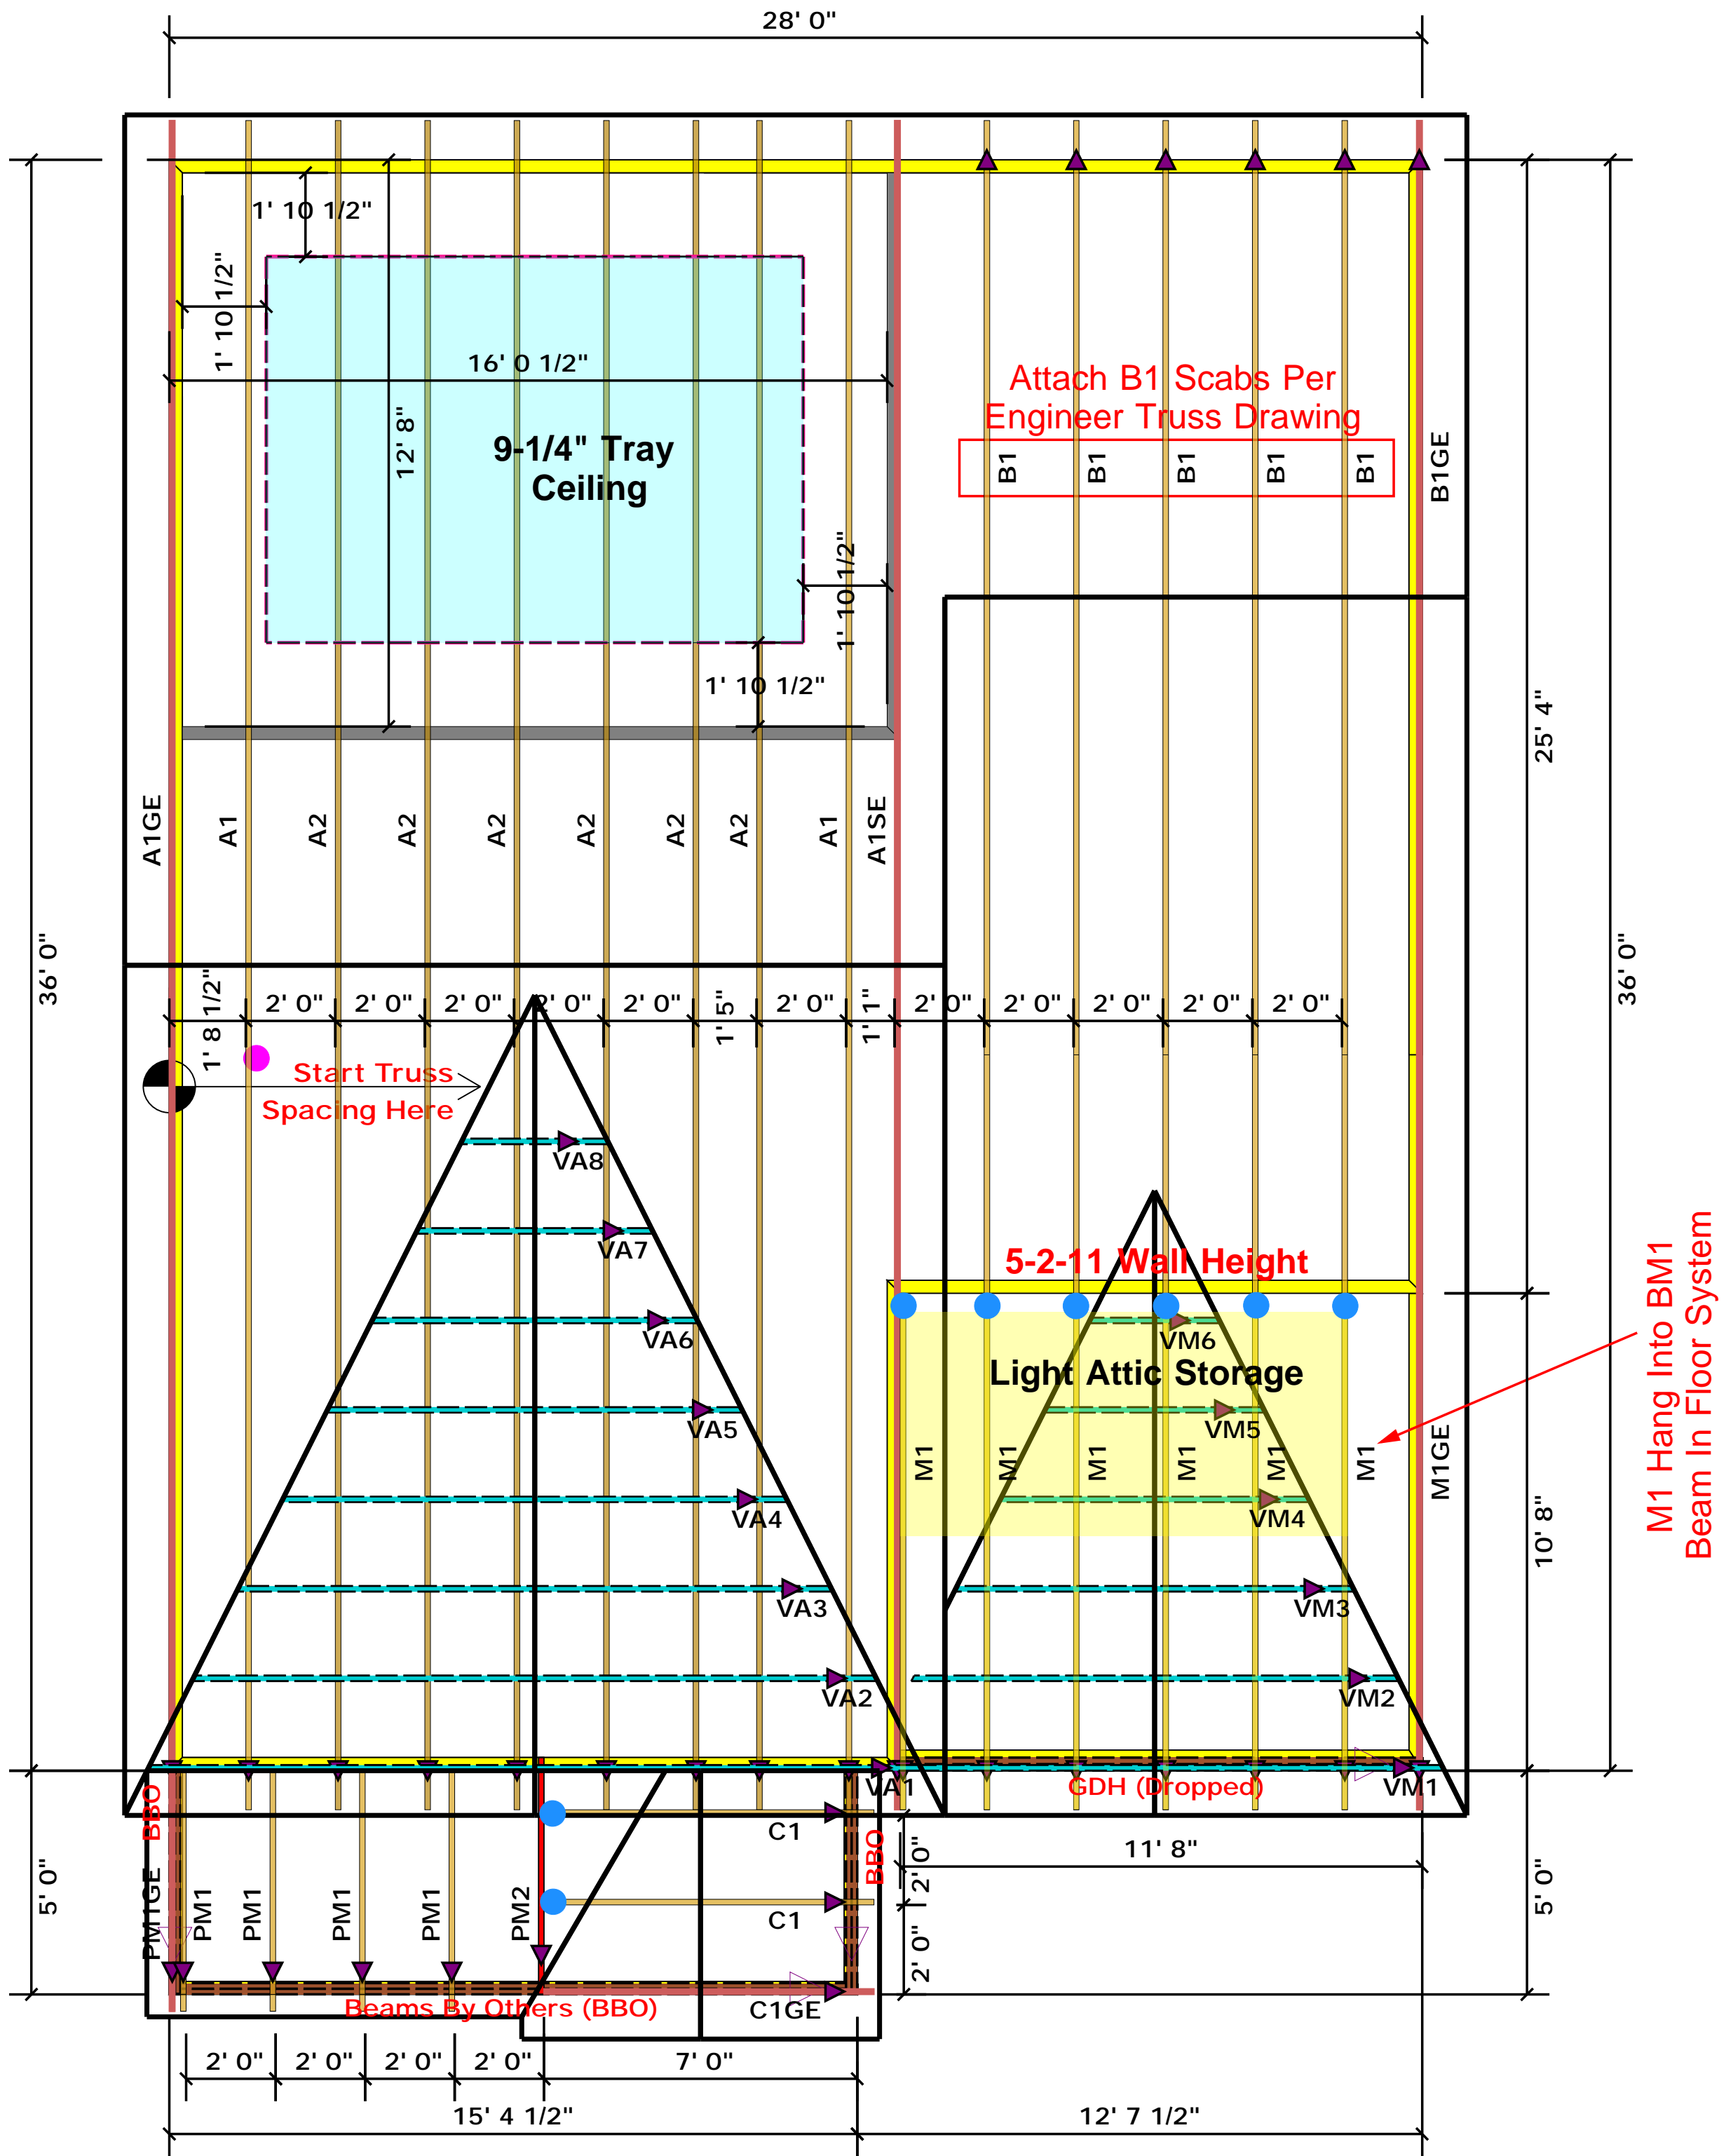 28' 0"
1' 10 1/2"
1' 10 1/2"
16' 0 1/2"
12' 8"
9-1/4" Tray
Ceiling
1' 10 1/2"
1' 10 1/2"
Attach B1 Scabs Per
Engineer Truss Drawing
B1
B1
B1
B1
B1
B1GE
25' 4"
A1GE
A1
A2
A2
A2
A2
A2
A2
A1
A1SE
36' 0"
36' 0"
1' 8 1/2"
2' 0"
2' 0"
2' 0"
2' 0"
2' 0"
1' 5"
2' 0"
1' 1"
2' 0"
2' 0"
2' 0"
2' 0"
2' 0"
Start Truss
Spacing Here
VA8
VA7
VA6
VA5
VA4
VA3
VA2
VA1
5-2-11 Wall Height
VM6
Light Attic Storage
VM5
M1
M1
M1
M1
M1
M1
M1GE
VM4
VM3
VM2
VM1
M1 Hang Into BM1
Beam In Floor System
10' 8"
GDH (Dropped)
BBO
C1
BBO
2' 0"
11' 8"
5' 0"
PM1GE
PM1
PM1
PM1
PM1
PM2
C1
2' 0"
5' 0"
Beams By Others (BBO)
C1GE
2' 0"
2' 0"
2' 0"
2' 0"
7' 0"
15' 4 1/2"
12' 7 1/2"